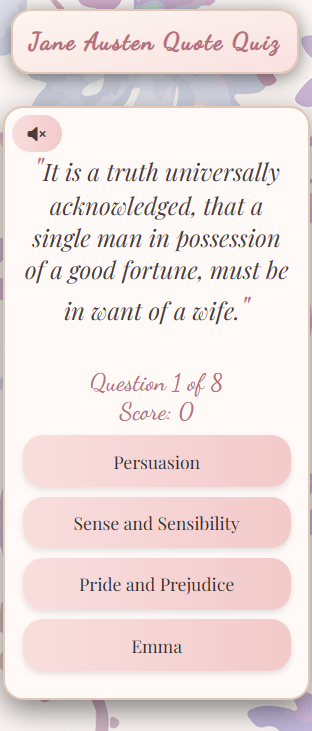 Jane Austen Quote Quiz
"It is a truth universally
acknowledged, that a
single man in possession
of a good fortune, must be
in want of a wife."
Question 1 of 8
Score: 0
Persuasion
Sense and Sensibility
Pride and Prejudice
Emma